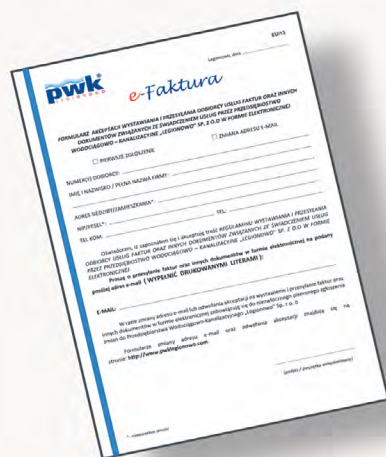 EU/13
Legionowo, dnia ....................
pwk
LEGIONOWO
e-Faktura
FORMULARZ AKCEPTACJI WYSTAWIANIA I PRZESYŁANIA ODBIORCY USŁUG FAKTUR ORAZ INNYCH
DOKUMENTÓW ZWIĄZANYCH ZE ŚWIADCZENIEM USŁUG PRZEZ PRZEDSIĘBIORSTWO
WODOCIĄGOWO – KANALIZACYJNE „LEGIONOWO" SP. Z O.O W FORMIE ELEKTRONICZNEJ
PIERWSZE ZGŁOSZENIE
ZMIANA ADRESU E-MAIL
NUMER(Y) ODBIORCY:
IMIĘ I NAZWISKO / PEŁNA NAZWA FIRMY:
ADRES SIEDZIBY/ZAMIESZKANIA*:
NIP/PESEL*:
TEL:
TEL KOM:
Oświadczam, iż zapoznałem się i akceptuję treść REGULAMINU WYSTAWIANIA I PRZESYŁANIA
ODBIORCY USŁUG FAKTUR ORAZ INNYCH DOKUMENTÓW ZWIĄZANYCH ZE ŚWIADCZENIEM USŁUG
PRZEZ PRZEDSIĘBIORSTWO WODOCIĄGOWO – KANALIZACYJNE „LEGIONOWO" SP. Z O.O W FORMIE
ELEKTRONICZNEJ
Proszę o przesyłanie faktur oraz innych dokumentów w formie elektronicznej na podany
poniżej adres e-mail ( WYPEŁNIĆ DRUKOWANYMI LITERAMI ):
E-MAIL:
W razie zmiany adresu e-mail lub odwołania akceptacji na wystawianie i przesyłanie faktur oraz
innych dokumentów w formie elektronicznej zobowiązuję się do niezwłocznego pisemnego zgłoszenia
zmian do Przedsiębiorstwa Wodociągowo-Kanalizacyjnego „Legionowo" Sp. z o. o
Formularze zmiany adresu e-mail oraz odwołania akceptacji znajdują się na
stronie: http://www.pwklegionowo.com
* - niepotrzebne skreślić